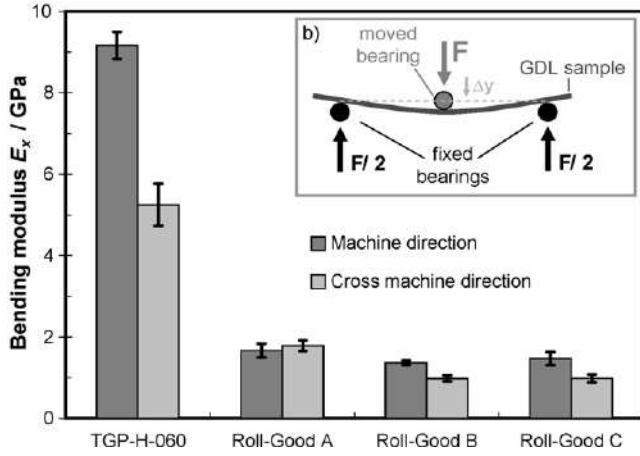 Bending modulus Eₓ / GPa
10
8
6
4
2
0
b)
moved
bearing
F
Δy
GDL sample
fixed
bearings
F/ 2
F/ 2
Machine direction
Cross machine direction
TGP-H-060
Roll-Good A
Roll-Good B
Roll-Good C